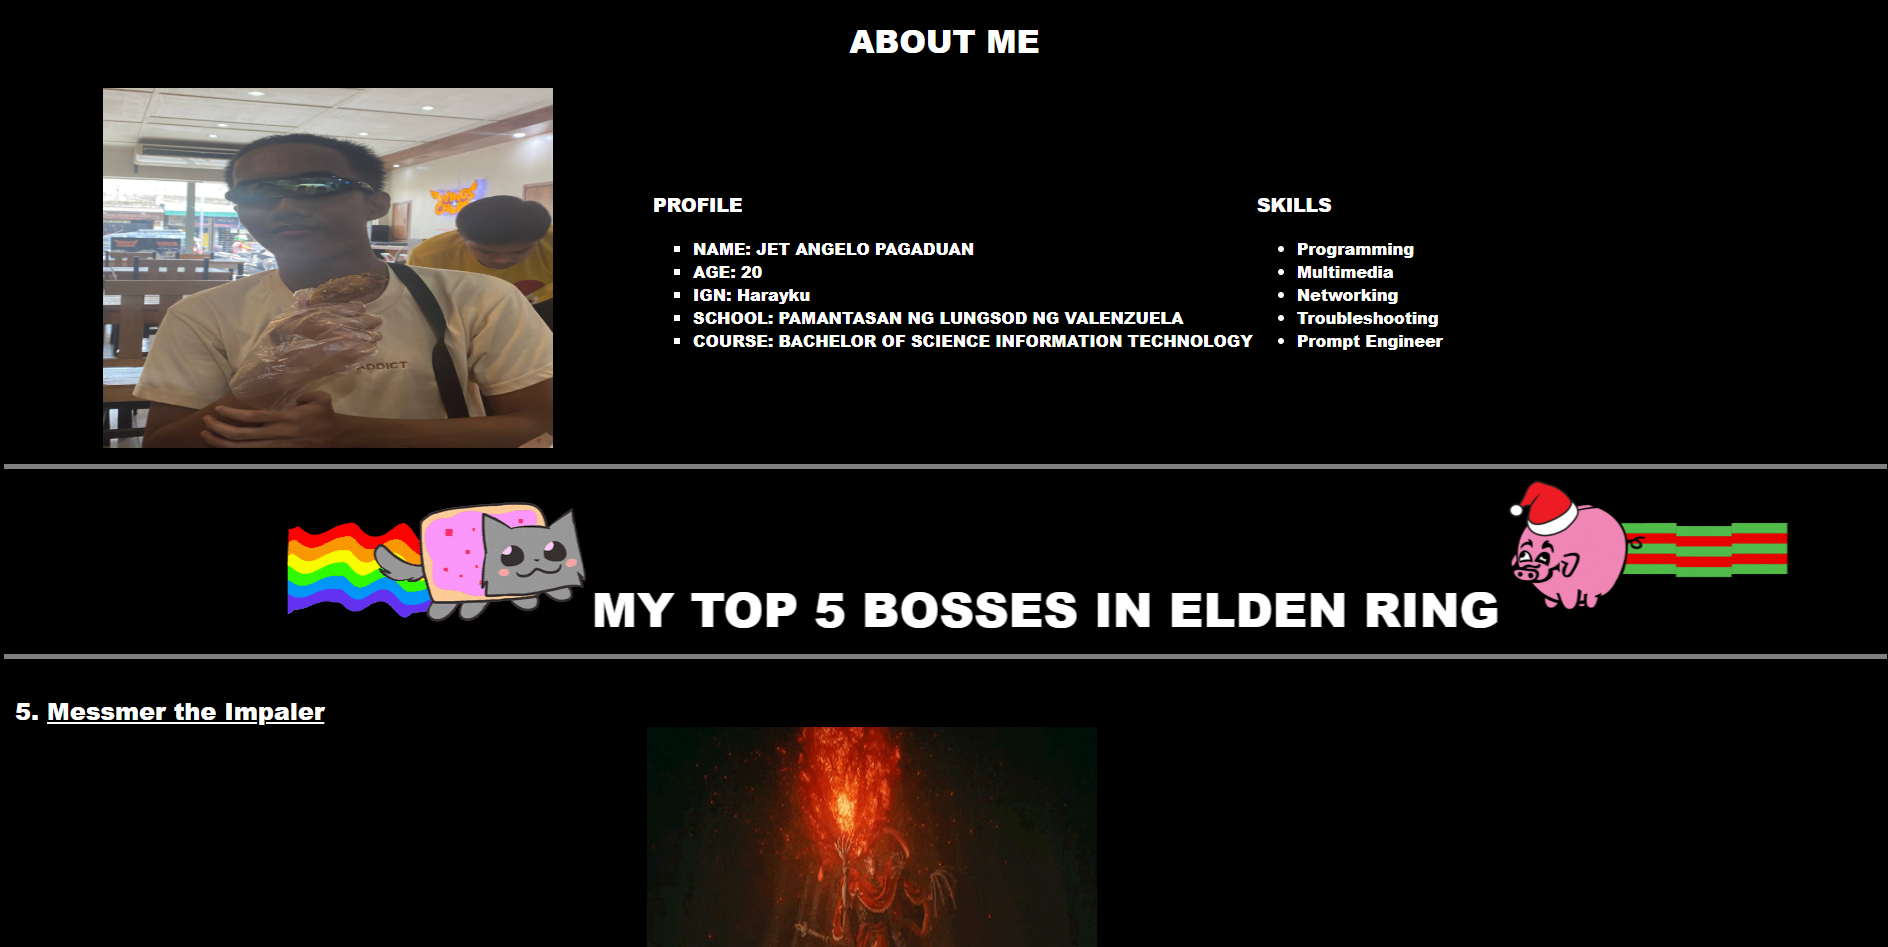 ABOUT ME
PROFILE
NAME: JET ANGELO PAGADUAN
AGE: 20
IGN: Harayku
SCHOOL: PAMANTASAN NG LUNGSOD NG VALENZUELA
COURSE: BACHELOR OF SCIENCE INFORMATION TECHNOLOGY
SKILLS
Programming
Multimedia
Networking
Troubleshooting
Prompt Engineer
ADDICT
MY TOP 5 BOSSES IN ELDEN RING
5. Messmer the Impaler